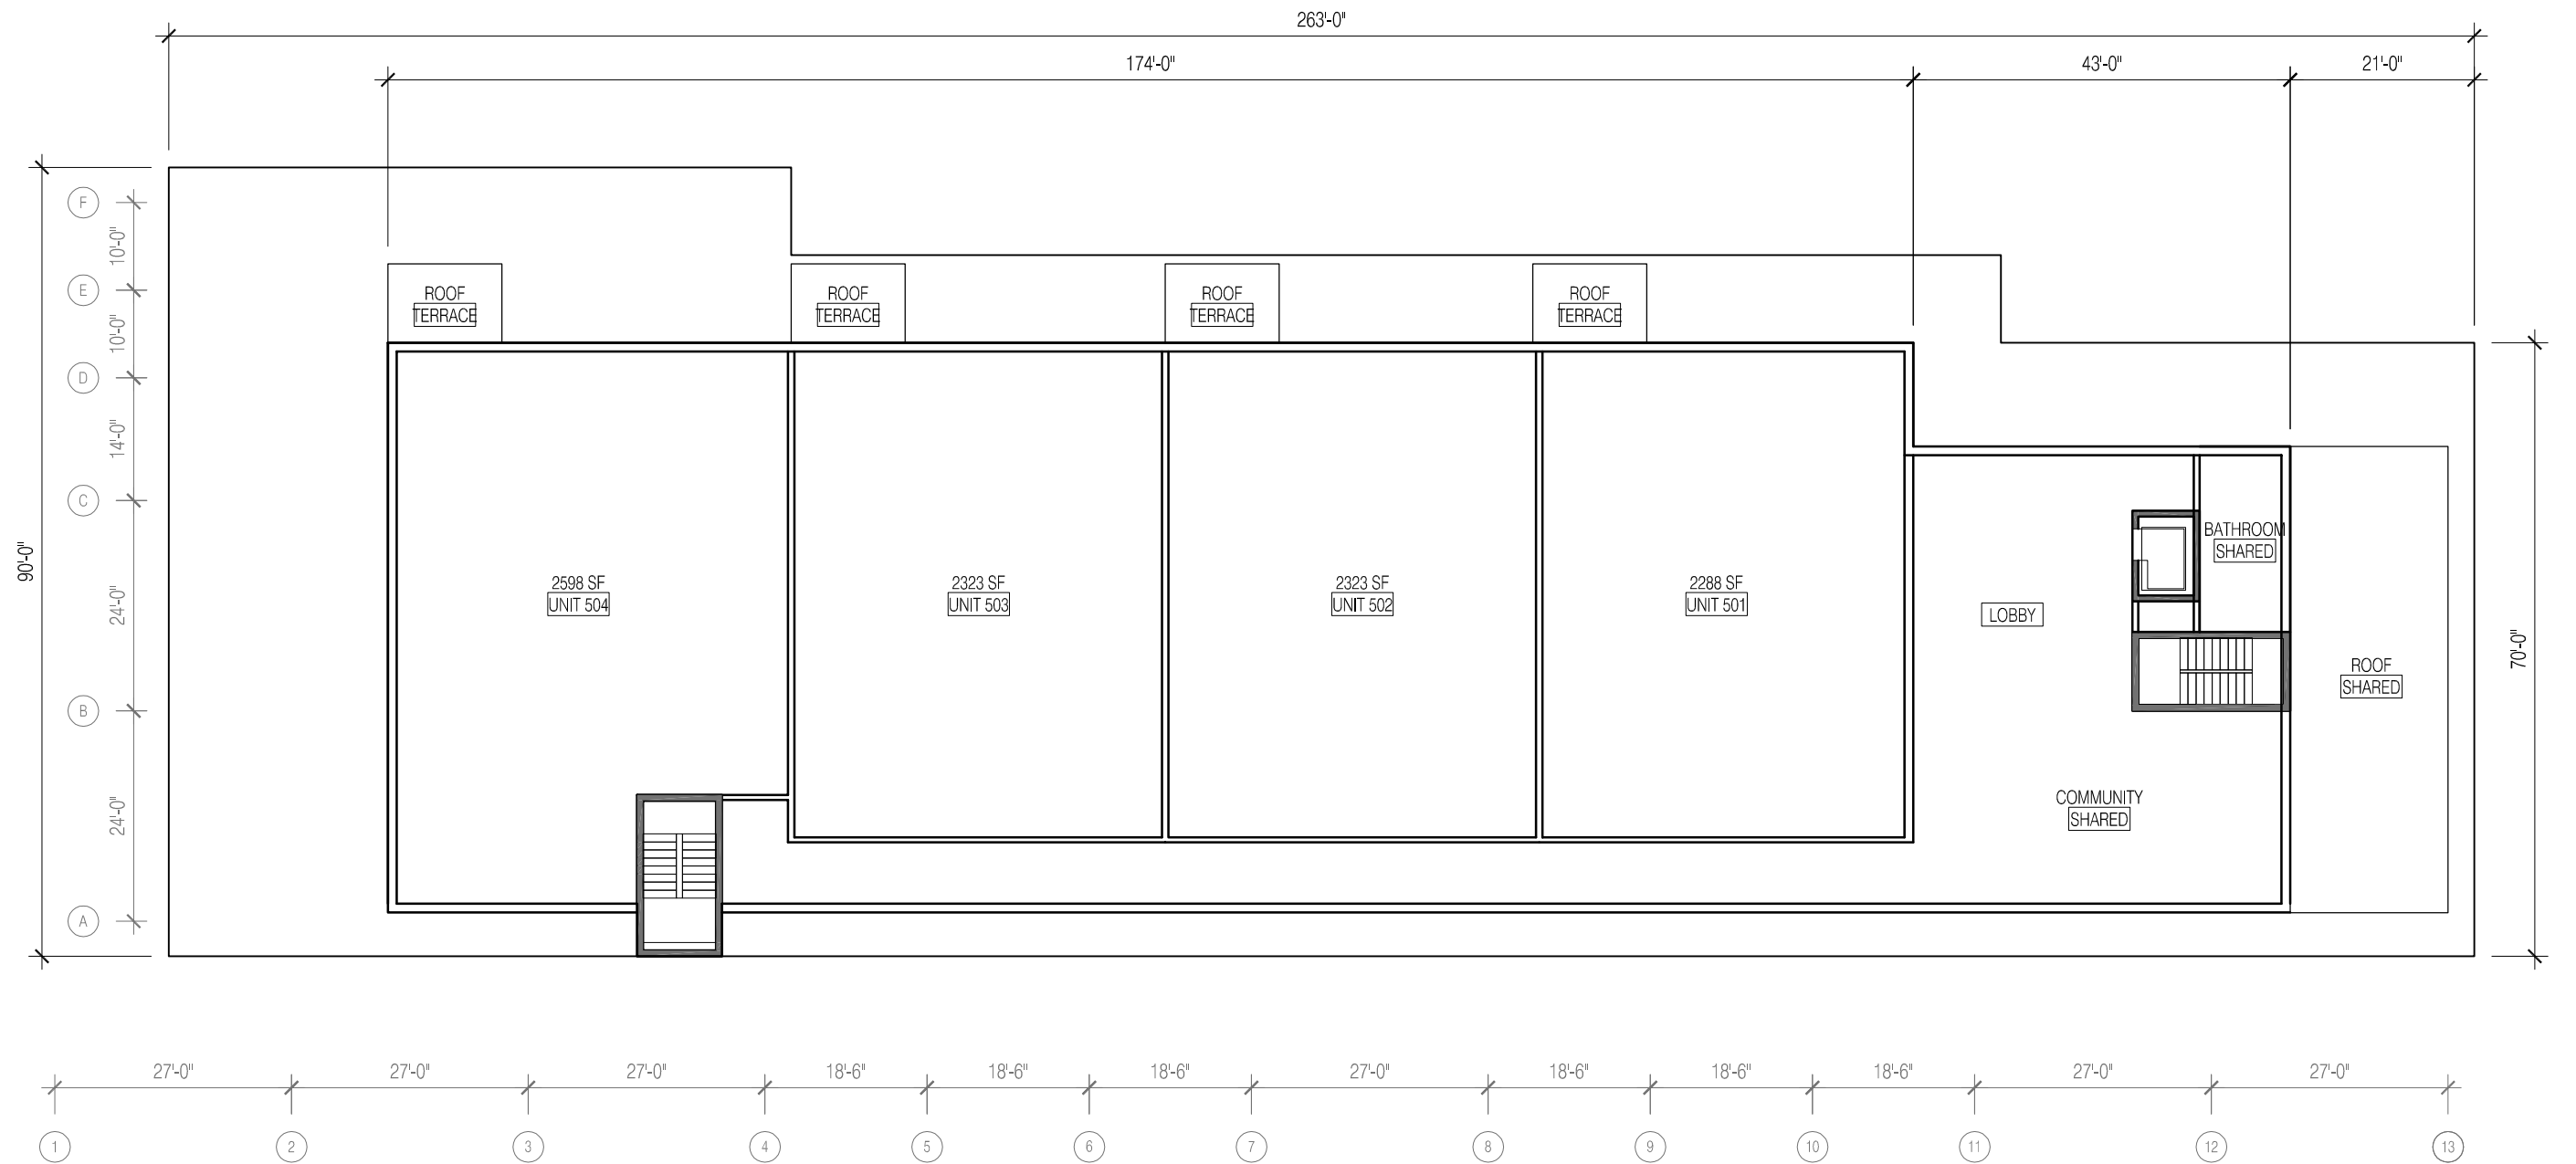 263'-0"
174'-0"
43'-0"
21'-0"
F
10'-0"
E
10'-0"
D
14'-0"
C
24'-0"
B
24'-0"
A
90'-0"
70'-0"
ROOF
TERRACE
ROOF
TERRACE
ROOF
TERRACE
ROOF
TERRACE
2598 SF
UNIT 504
2323 SF
UNIT 503
2323 SF
UNIT 502
2288 SF
UNIT 501
LOBBY
BATHROOM
SHARED
ROOF
SHARED
COMMUNITY
SHARED
27'-0"
27'-0"
27'-0"
18'-6"
18'-6"
18'-6"
27'-0"
18'-6"
18'-6"
18'-6"
27'-0"
27'-0"
1
2
3
4
5
6
7
8
9
10
11
12
13